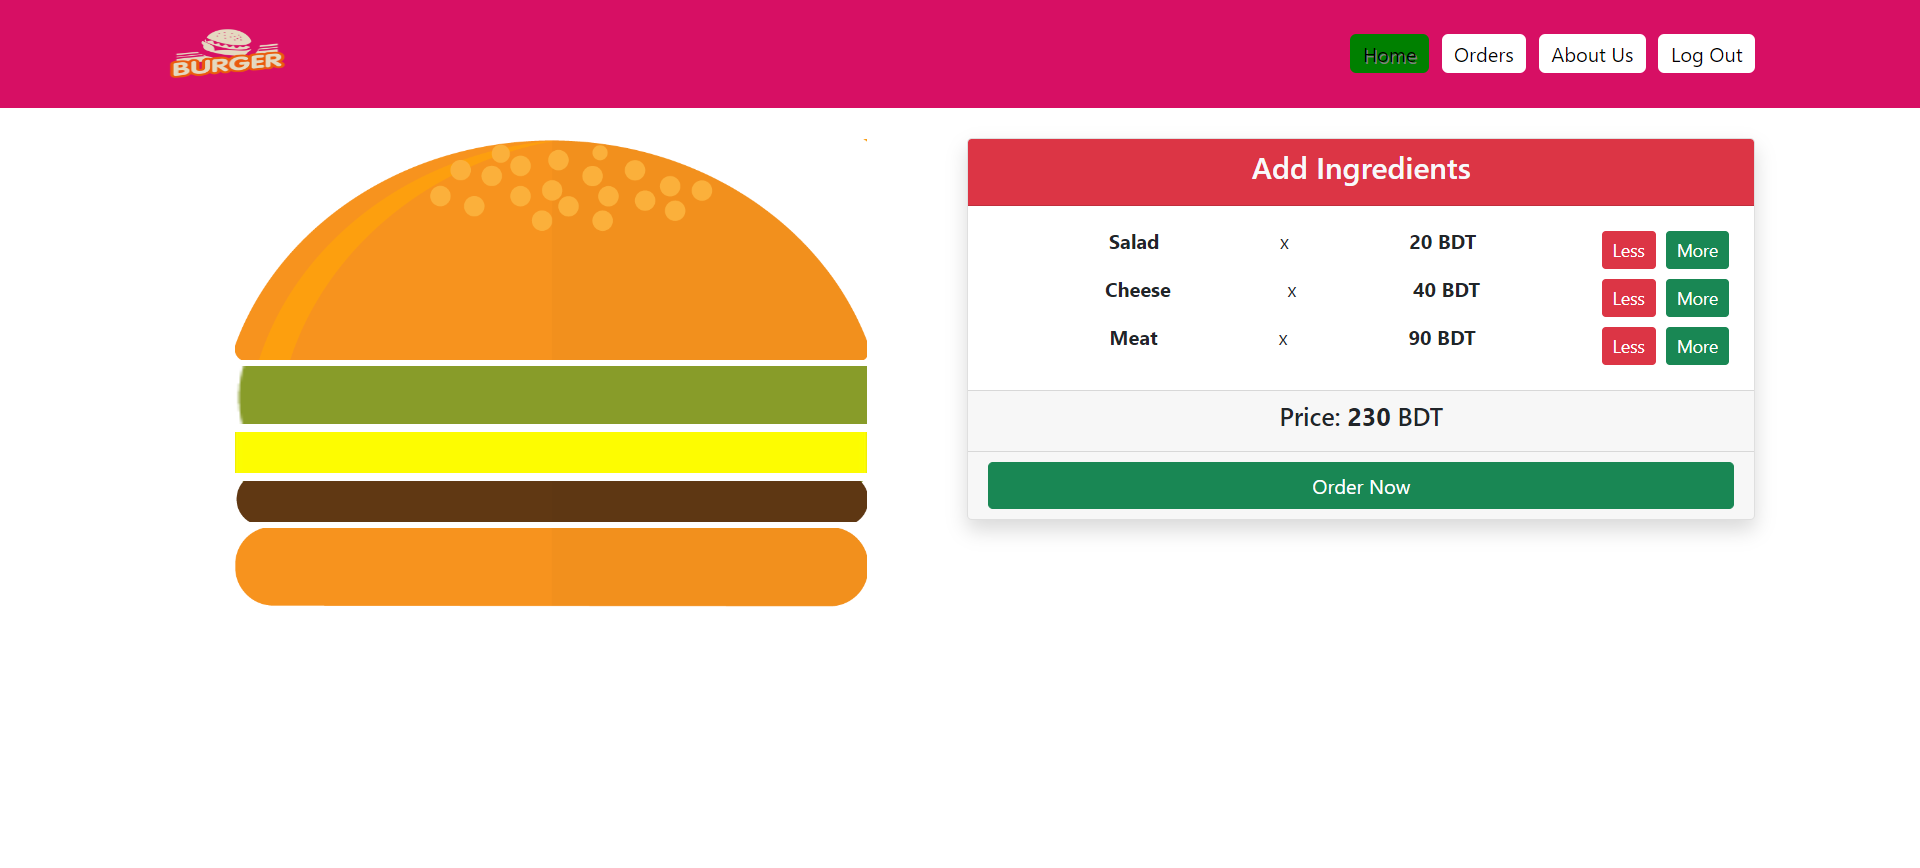 BURGER
Home Orders About Us Log Out
Add Ingredients
Salad x 20 BDT Less More
Cheese x 40 BDT Less More
Meat x 90 BDT Less More
Price: 230 BDT
Order Now